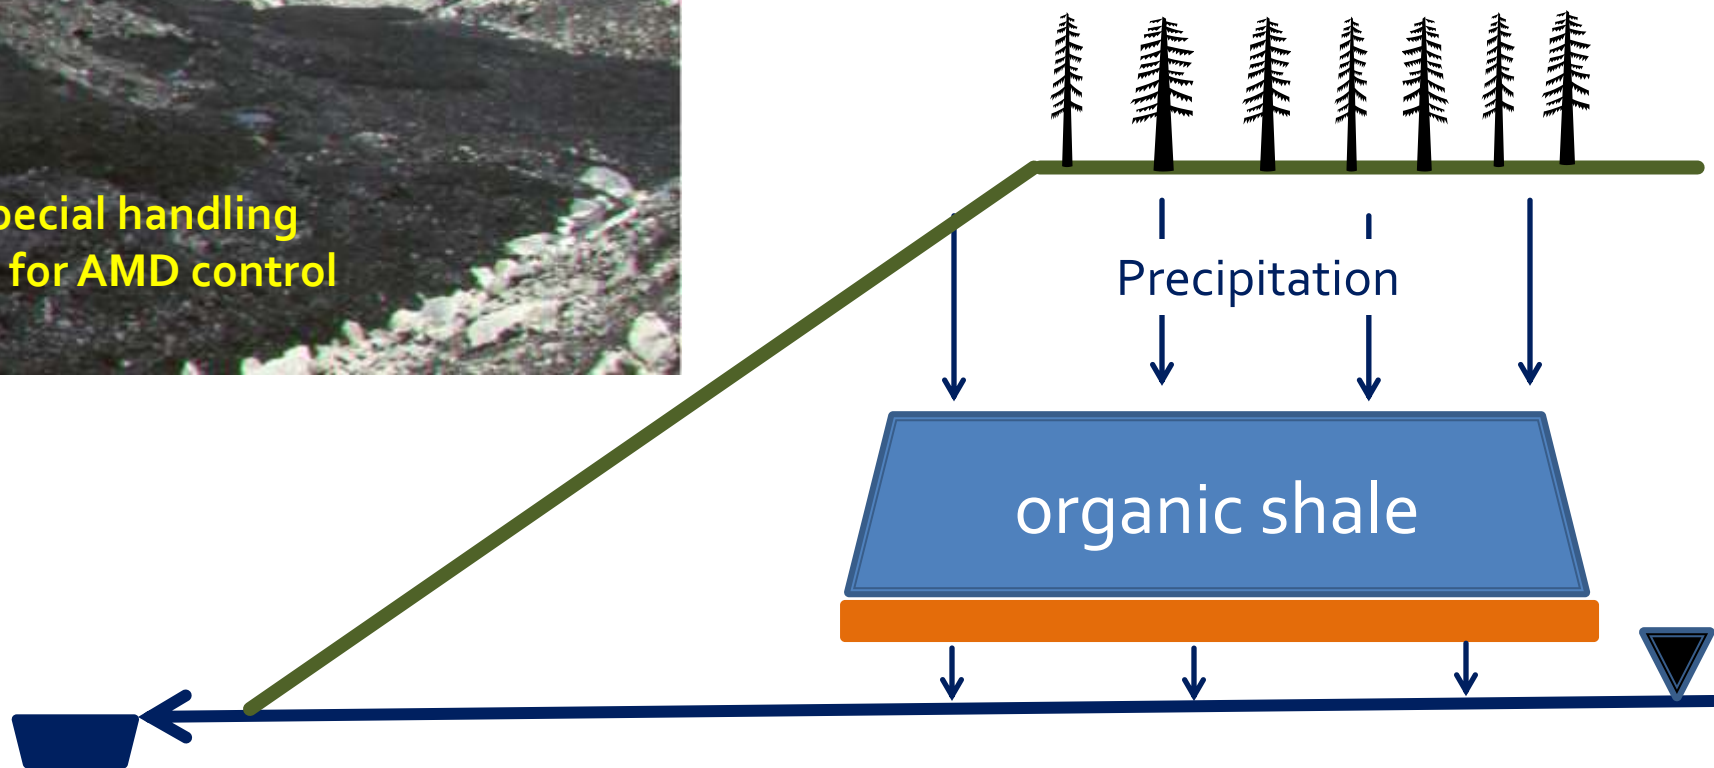 pecial handling
for AMD control
Precipitation
organic shale